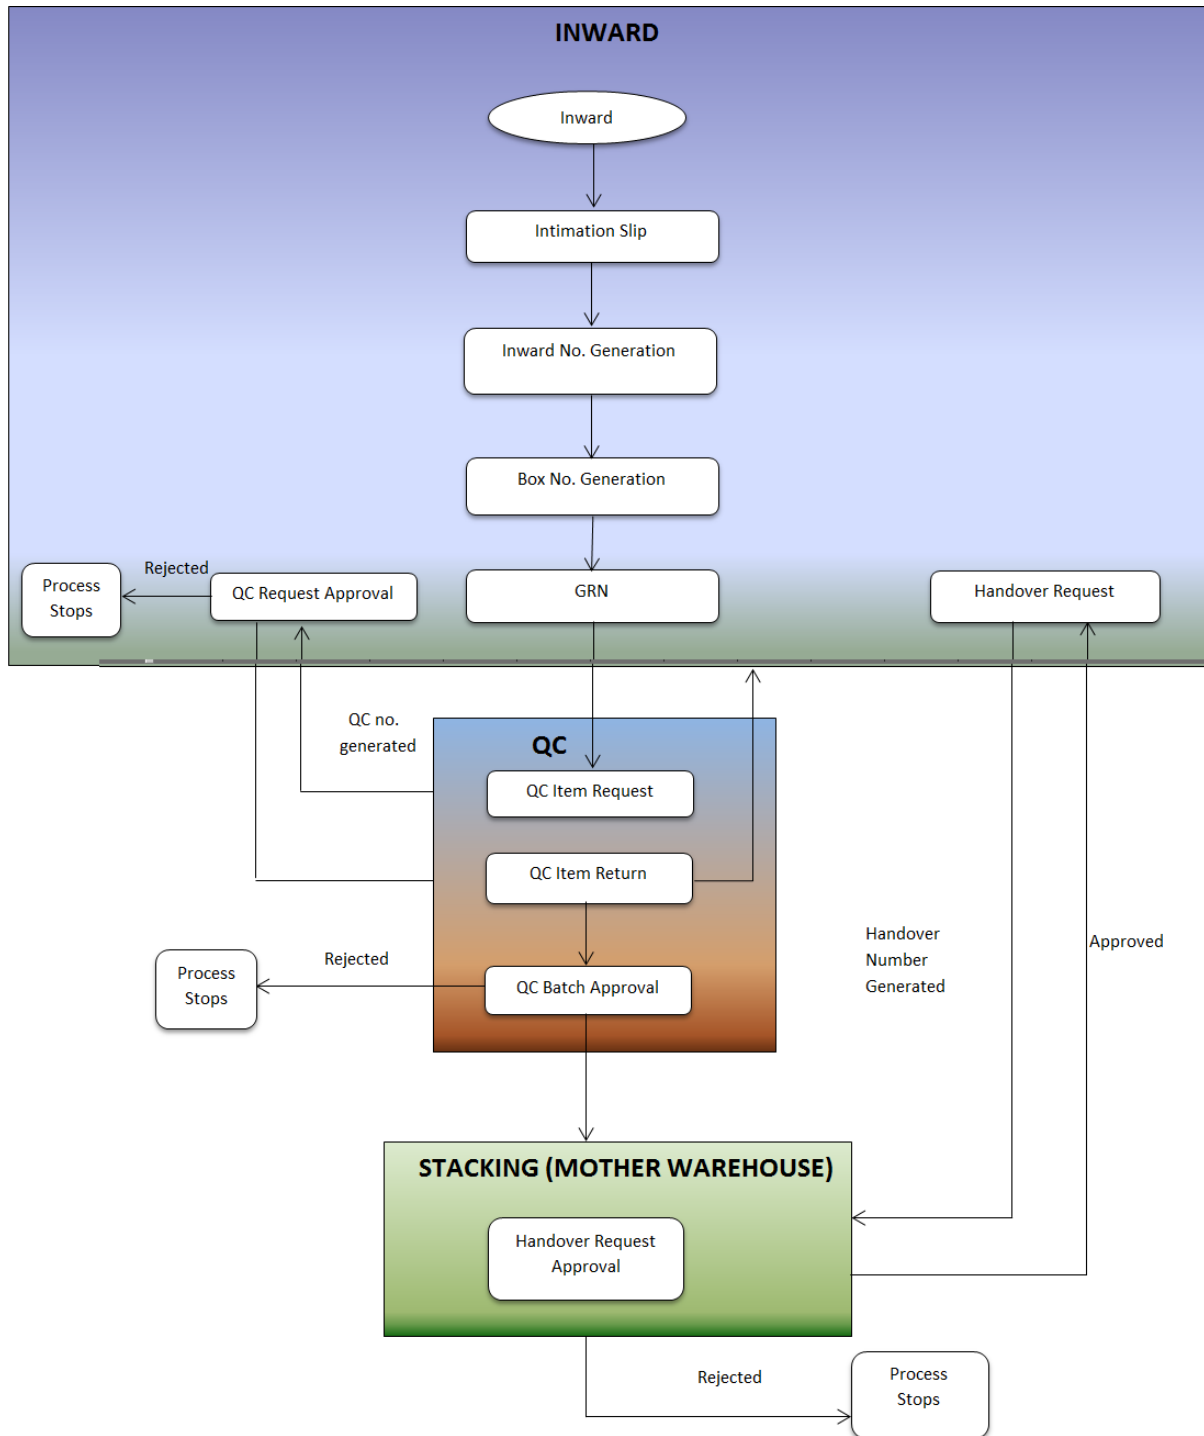 INWARD
Inward
Intimation Slip
Inward No. Generation
Box No. Generation
Rejected
Process
Stops
QC Request Approval
GRN
Handover Request
QC no.
generated
QC
QC Item Request
QC Item Return
Rejected
Process
Stops
QC Batch Approval
Handover
Number
Generated
Approved
STACKING (MOTHER WAREHOUSE)
Handover Request
Approval
Rejected
Process
Stops